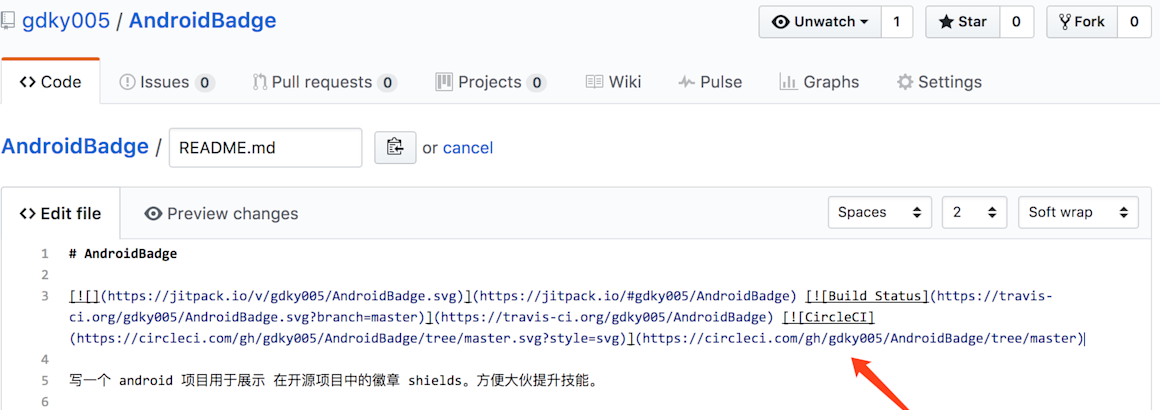 gdky005 / AndroidBadge
Unwatch 1 Star 0 Fork 0
Code Issues 0 Pull requests 0 Projects 0 Wiki Pulse Graphs Settings
AndroidBadge / README.md or cancel
Edit file Preview changes Spaces 2 Soft wrap
1 # AndroidBadge
2
3 [![](https://jitpack.io/v/gdky005/AndroidBadge.svg)](https://jitpack.io/#gdky005/AndroidBadge) [![Build Status](https://travis-
ci.org/gdky005/AndroidBadge.svg?branch=master)](https://travis-ci.org/gdky005/AndroidBadge) [![CircleCI]
(https://circleci.com/gh/gdky005/AndroidBadge/tree/master.svg?style=svg)](https://circleci.com/gh/gdky005/AndroidBadge/tree/master)
4
5 写一个 android 项目用于展示 在开源项目中的徽章 shields。方便大伙提升技能。
6